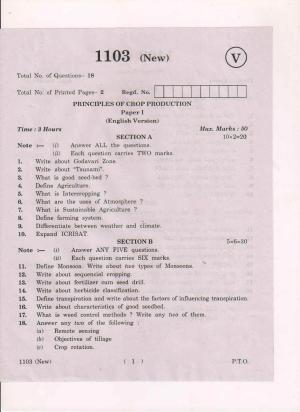 1103 (New)
V
Total No. of Questions- 18
Total No. of Printed Pages- 2 Regd. No.
PRINCIPLES OF CROP PRODUCTION
Paper I
(English Version)
Time : 3 Hours Max. Marks : 50
SECTION A 10×2=20
Note :— (i) Answer ALL the questions.
(ii) Each question carries TWO marks.
1. Write about Godavari Zone.
2. Write about "Tsunami".
3. What is good seed-bed ?
4. Define Agriculture.
5. What is Intercropping ?
6. What are the uses of Atmosphere ?
7. What is Sustainable Agriculture ?
8. Define farming system.
9. Differentiate between weather and climate.
10. Expand ICRISAT.
SECTION B 5×6=30
Note :— (i) Answer ANY FIVE questions.
(ii) Each question carries SIX marks.
11. Define Monsoon. Write about two types of Monsoons.
12. Write about sequencial cropping.
13. Write about fertilizer cum seed drill.
14. Write about herbicide classification.
15. Define transpiration and write about the factors of influencing transpiration.
16. Write about characteristics of good seedbed.
17. What is weed control methods ? Write any two of them.
18. Answer any two of the following :
(a) Remote sensing
(b) Objectives of tillage
(c) Crop rotation.
1103 (New) ( 1 ) P.T.O.